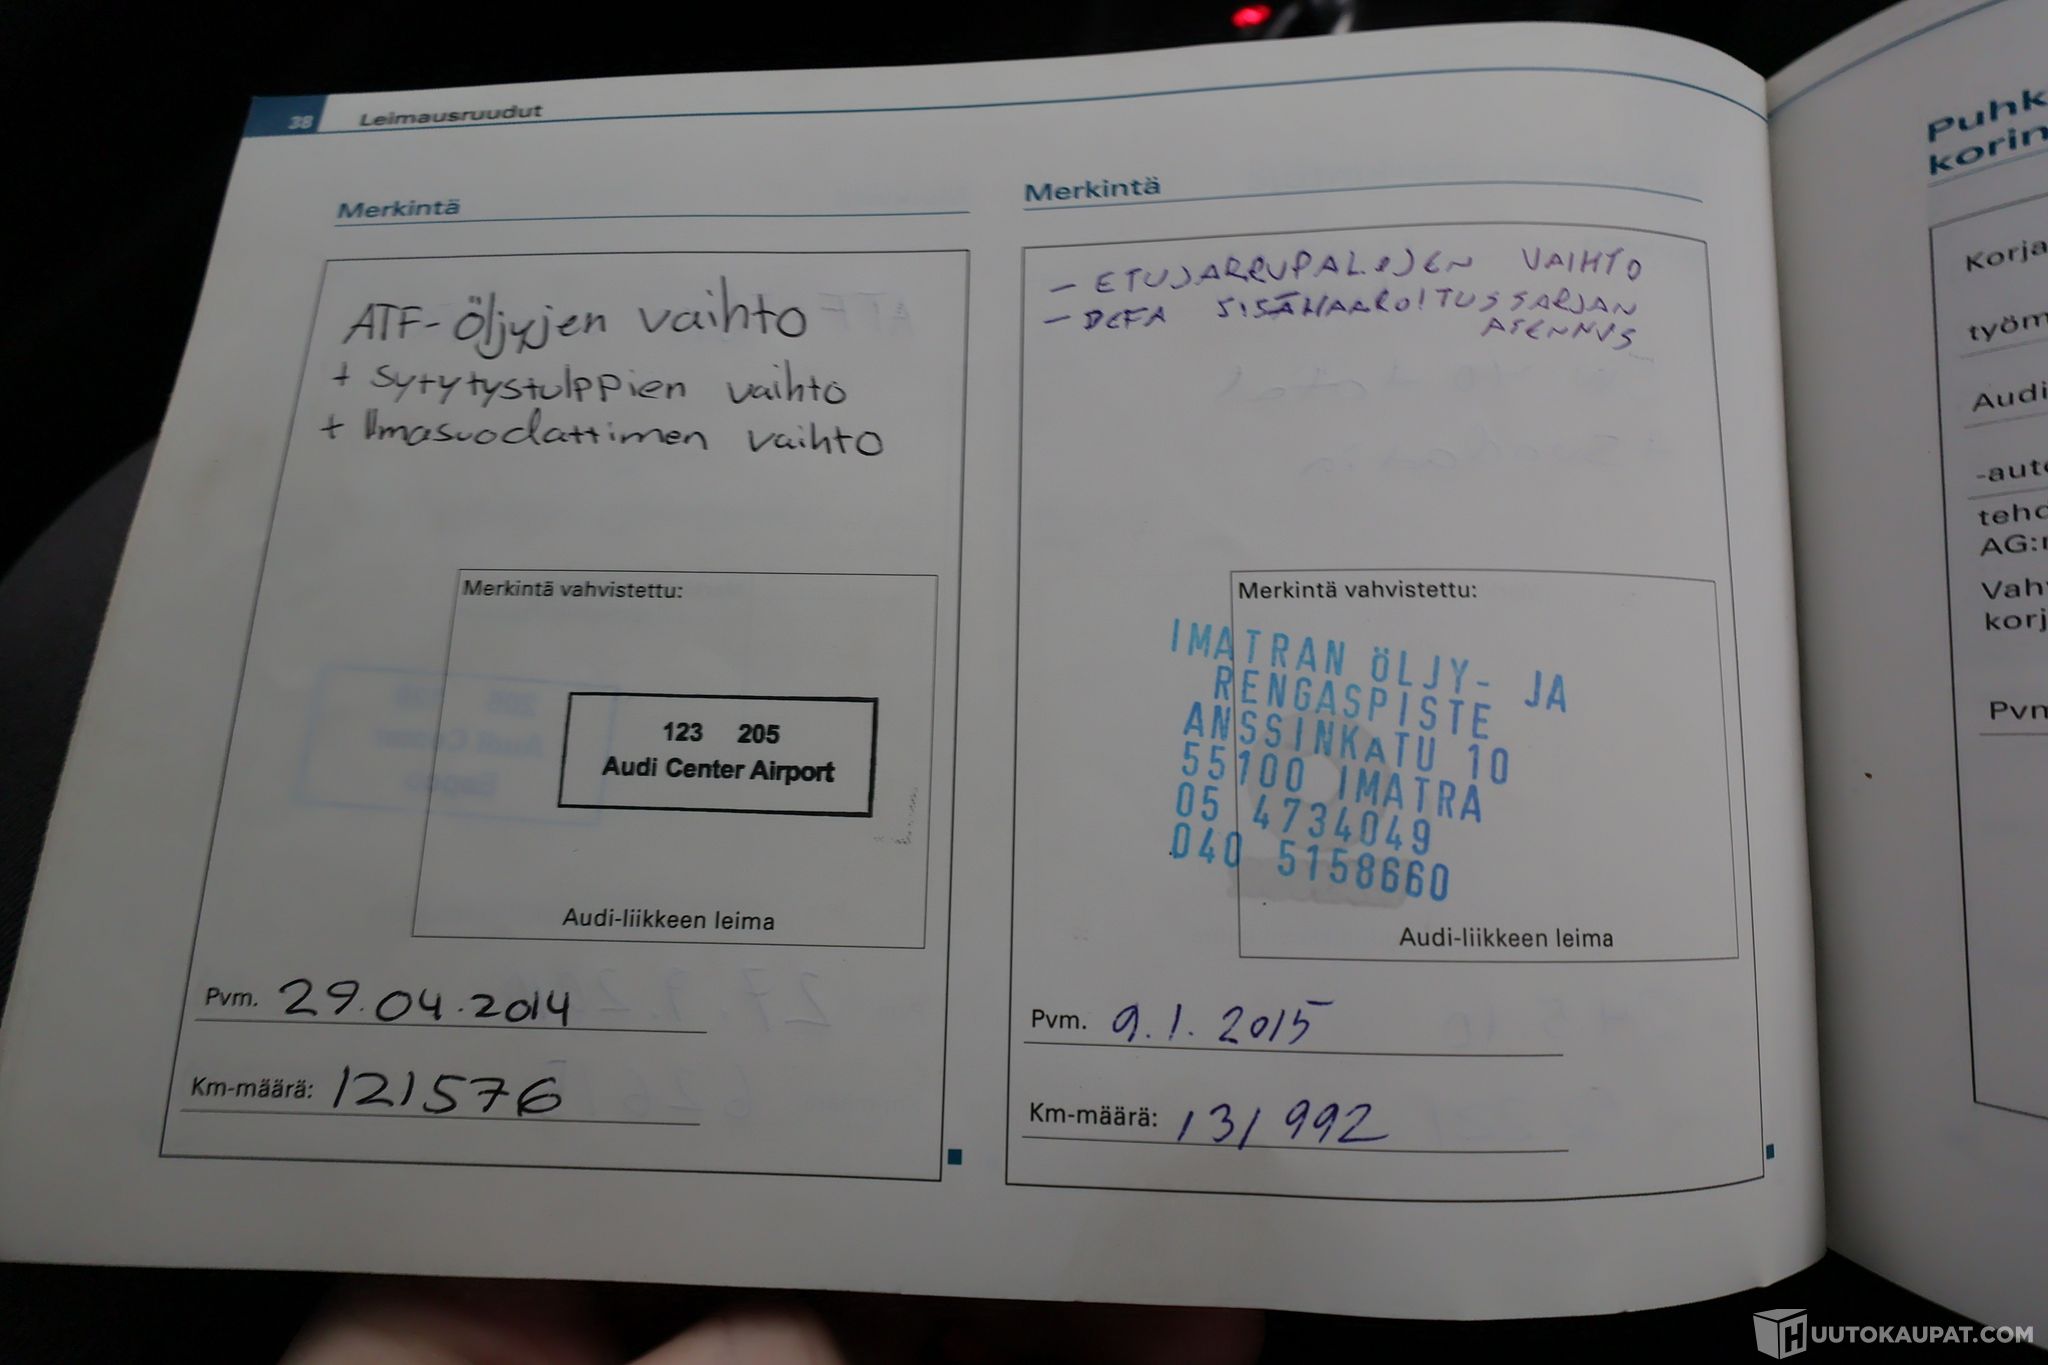 38 Leimausruudut
Merkintä
ATF-Öljyjen vaihto
+ Sytytystulppien vaihto
+ Ilmasuodattimen vaihto
Merkintä vahvistettu:
123 205
Audi Center Airport
Audi-liikkeen leima
Pvm. 29.04.2014
Km-määrä: 121576
Merkintä
- ETUJARRUPALOJEN VAIHTO
- DEFA SISÄHAAROITUSSARJAN
ASENNUS
Merkintä vahvistettu:
IMATRAN ÖLJY- JA
RENGASPISTE
ANSSINKATU 10
55100 IMATRA
05 4734049
040 5158660
Audi-liikkeen leima
Pvm. 9.1.2015
Km-määrä: 131992
Puhk
korin
Korja
työm
Audi
-auto
teho
AG:n
Vah
korj
Pvm
HUUTOKAUPAT.COM